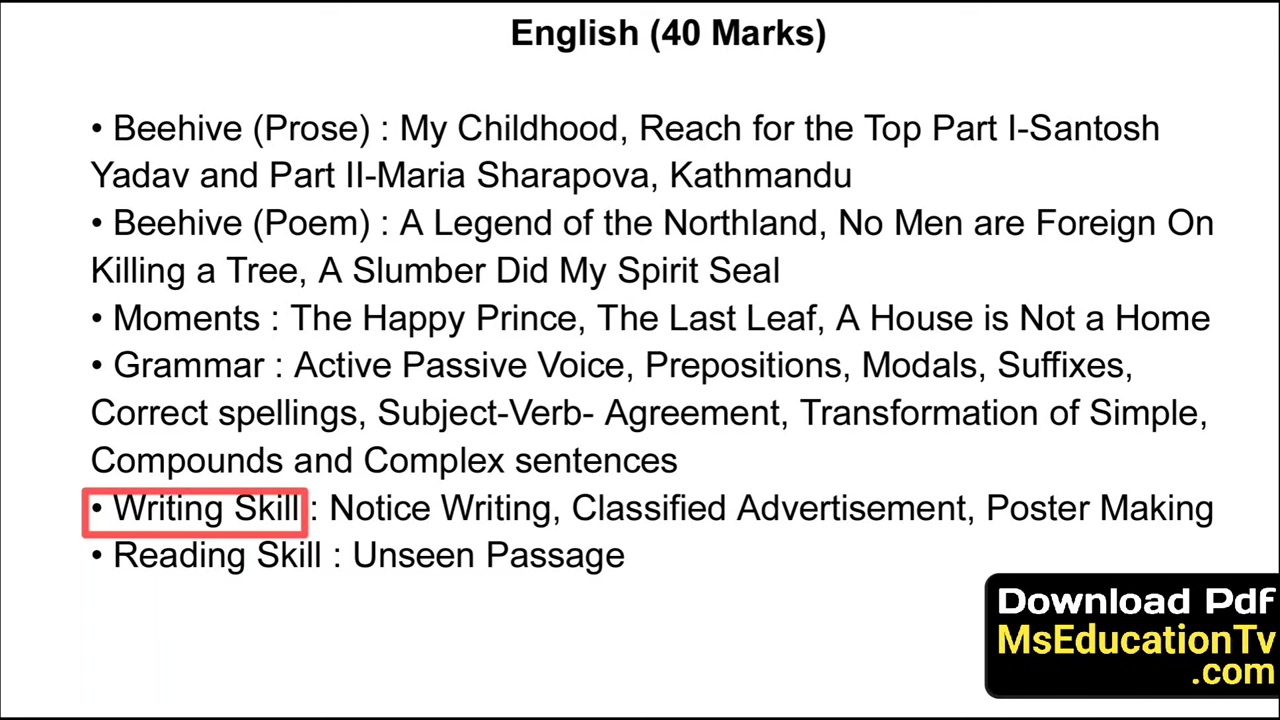 English (40 Marks)
• Beehive (Prose) : My Childhood, Reach for the Top Part I-Santosh
Yadav and Part II-Maria Sharapova, Kathmandu
• Beehive (Poem) : A Legend of the Northland, No Men are Foreign On
Killing a Tree, A Slumber Did My Spirit Seal
• Moments : The Happy Prince, The Last Leaf, A House is Not a Home
• Grammar : Active Passive Voice, Prepositions, Modals, Suffixes,
Correct spellings, Subject-Verb- Agreement, Transformation of Simple,
Compounds and Complex sentences
• Writing Skill : Notice Writing, Classified Advertisement, Poster Making
• Reading Skill : Unseen Passage
Download Pdf
MsEducationTv
.com